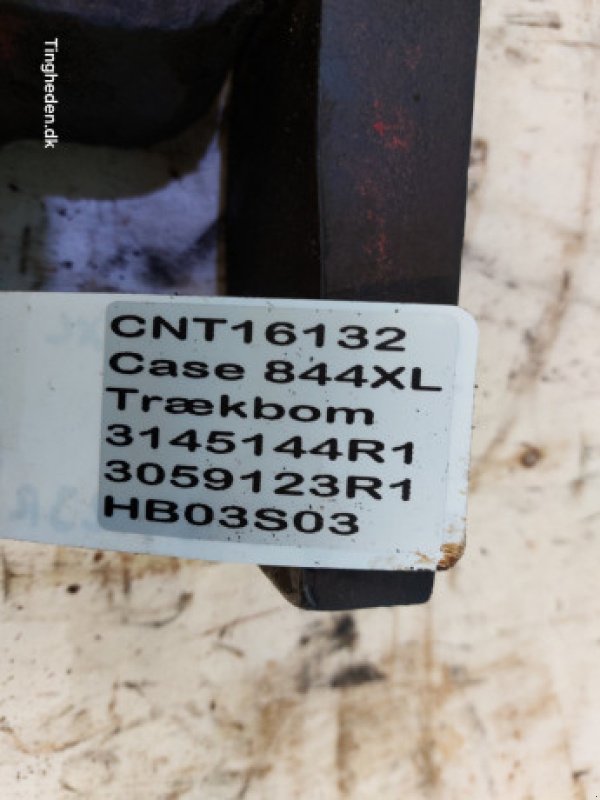 Tingheden.dk
CNT16132
Case 844XL
Trækbom
3145144R1
3059123R1
HB03S03